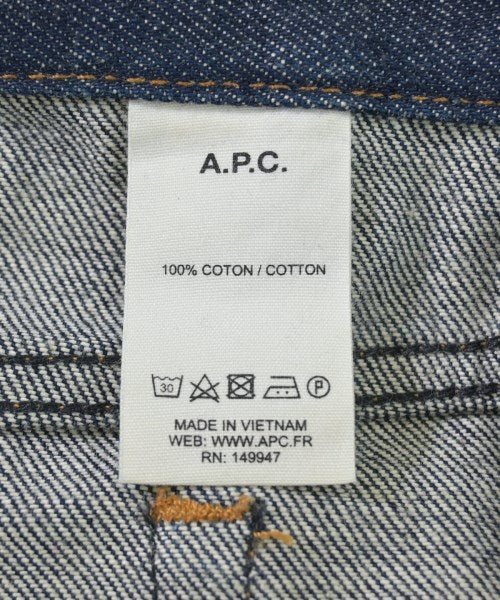 A.P.C.
100% COTON / COTTON
30 P
MADE IN VIETNAM
WEB: WWW.APC.FR
RN: 149947